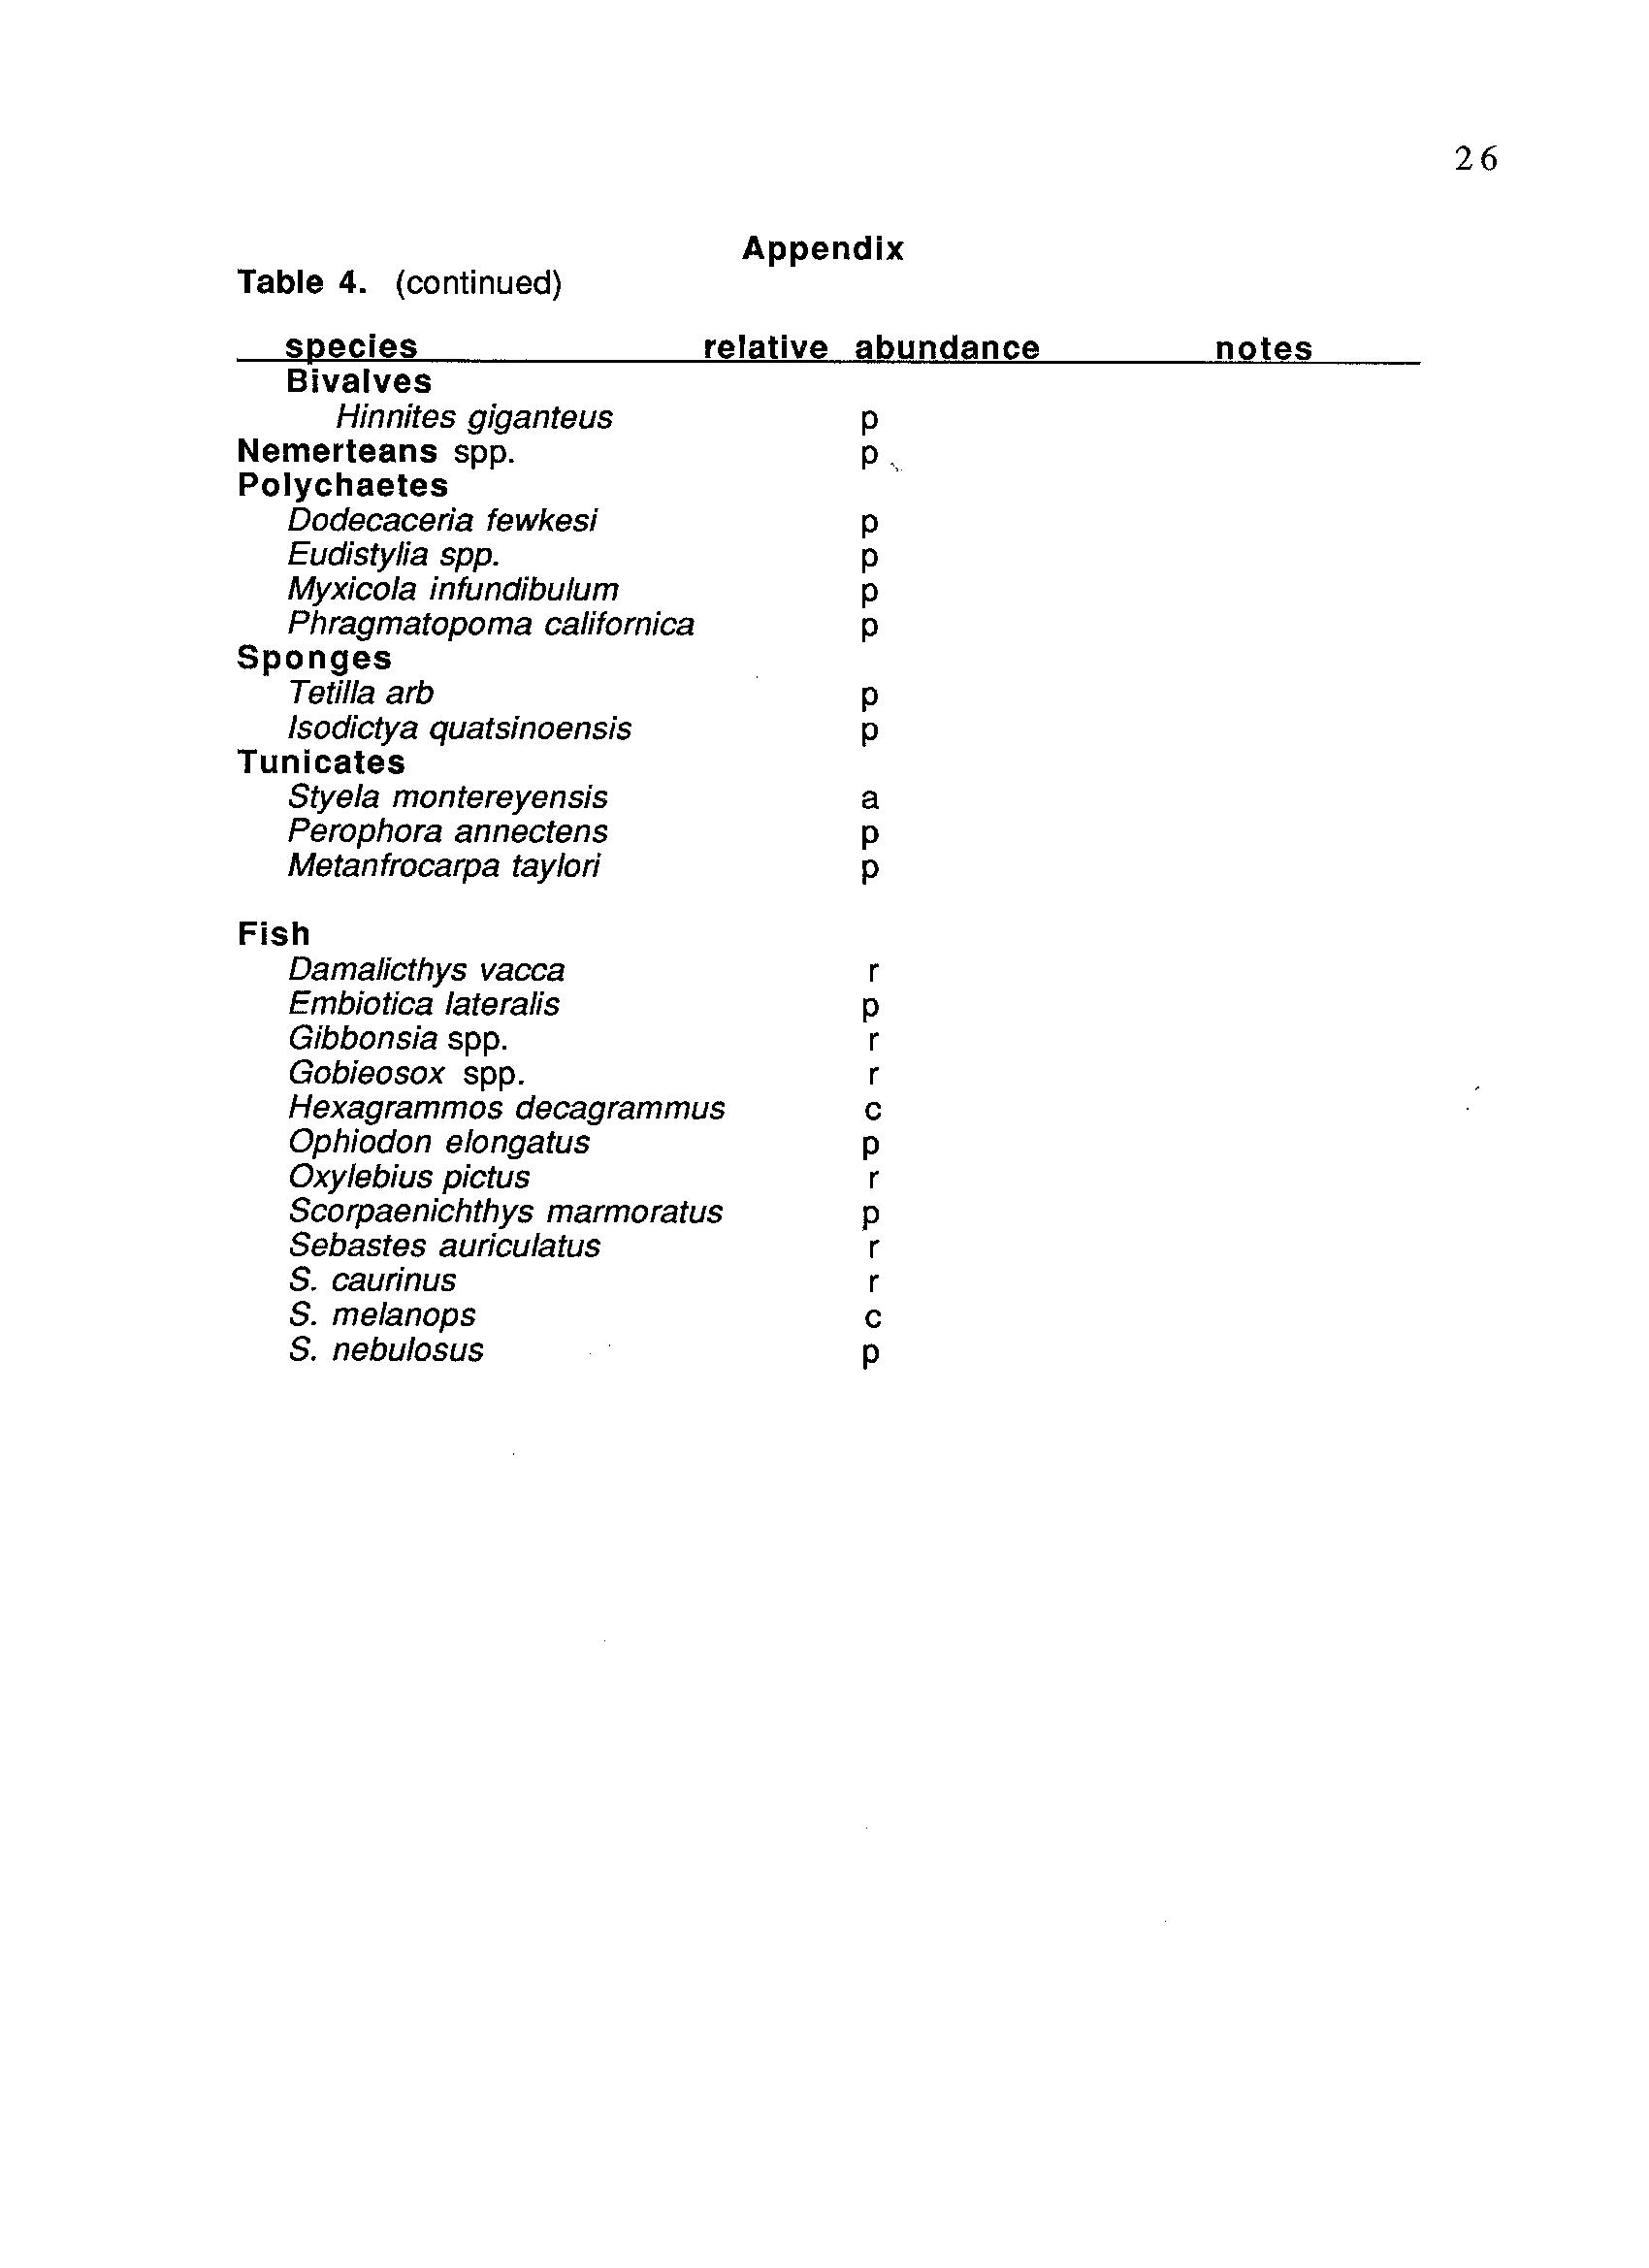 26
Appendix
Table 4. (continued)
species relative abundance notes
Bivalves
Hinnites giganteus p
Nemerteans spp. p
Polychaetes
Dodecaceria fewkesi p
Eudistylia spp. p
Myxicola infundibulum p
Phragmatopoma californica p
Sponges
Tetilla arb p
Isodictya quatsinoensis p
Tunicates
Styela montereyensis a
Perophora annectens p
Metanfrocarpa taylori p
Fish
Damalicthys vacca r
Embiotica lateralis p
Gibbonsia spp. r
Gobieosox spp. r
Hexagrammos decagrammus c
Ophiodon elongatus p
Oxylebius pictus r
Scorpaenichthys marmoratus p
Sebastes auriculatus r
S. caurinus r
S. melanops c
S. nebulosus p